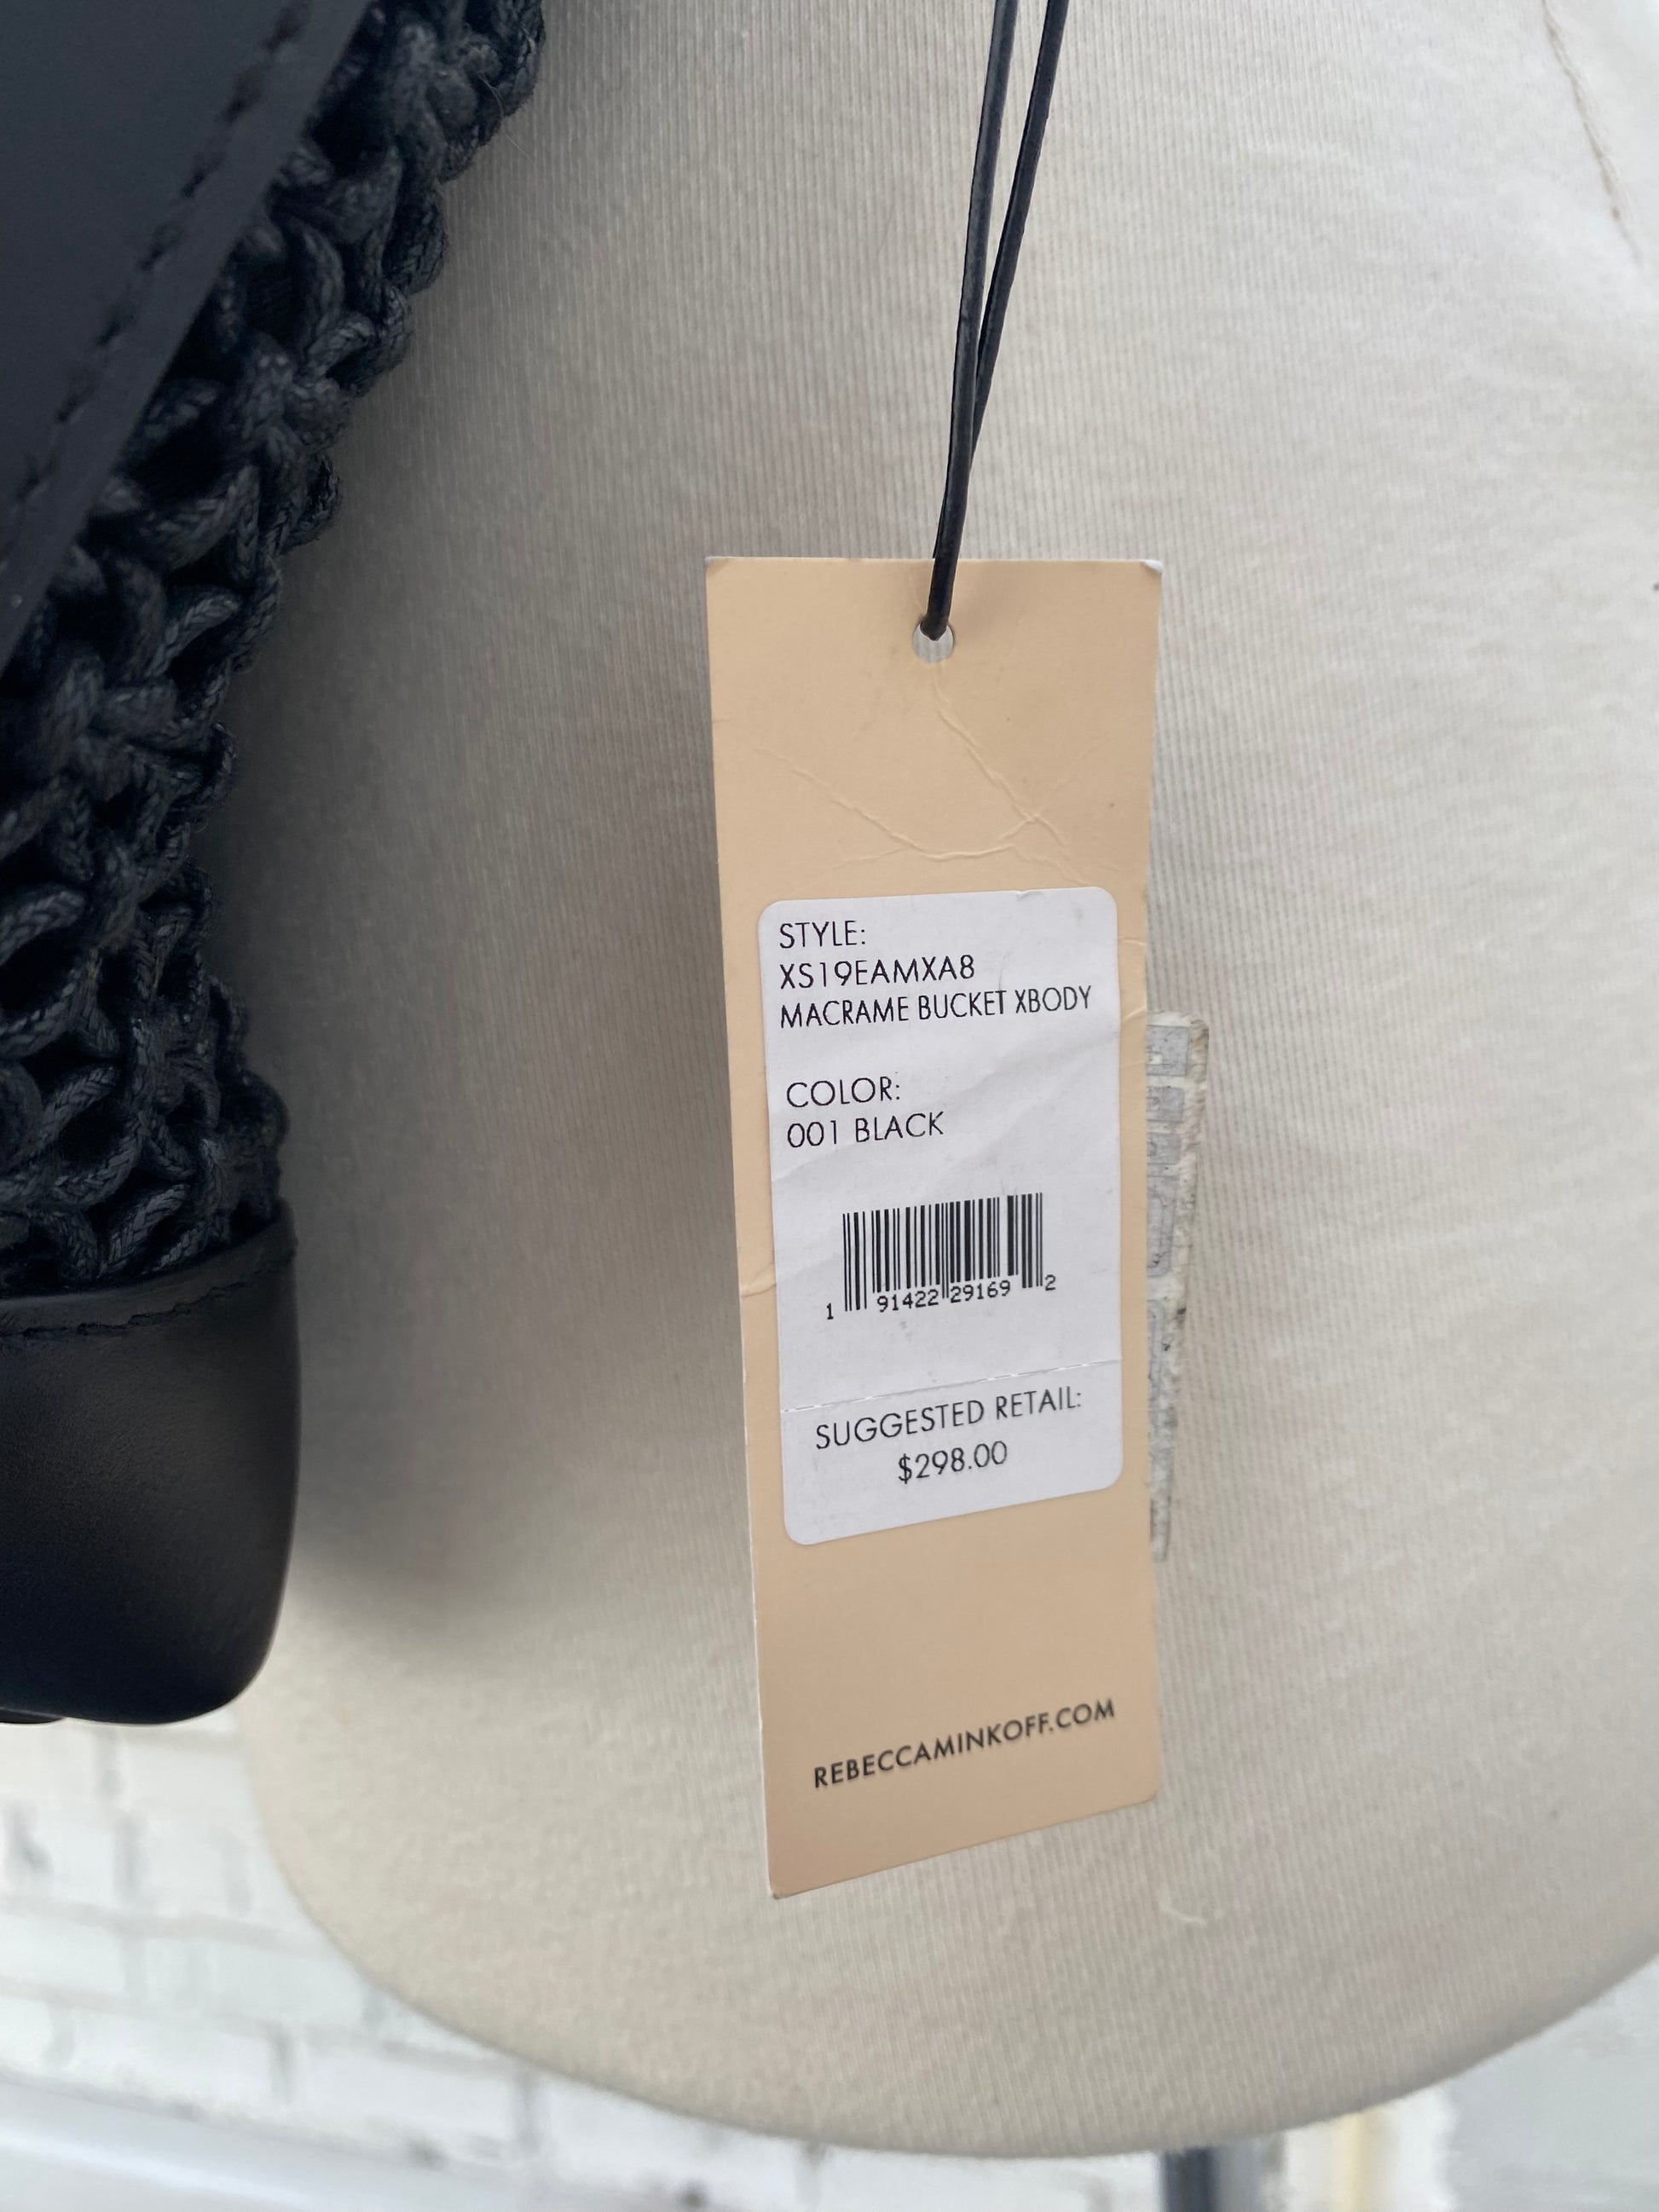 STYLE:
XS19EAMXA8
MACRAME BUCKET XBODY
COLOR:
001 BLACK
1 91422 29169 2
SUGGESTED RETAIL:
$298.00
REBECCAMINKOFF.COM